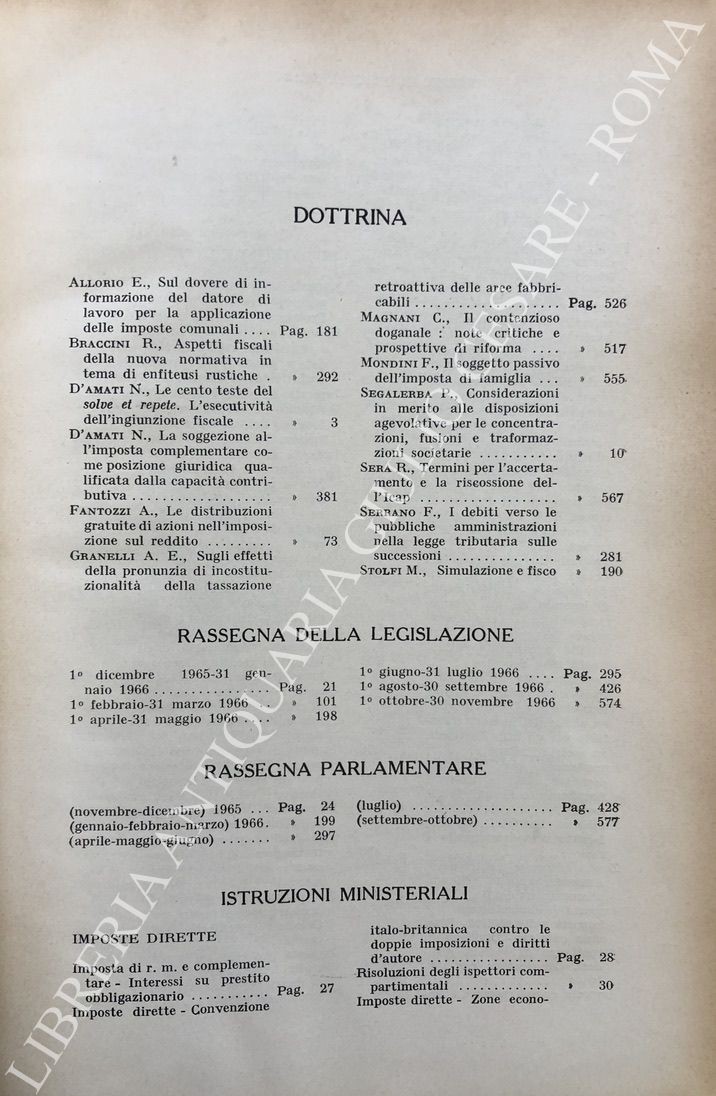 DOTTRINA
ALLORIO E., Sul dovere di in-
formazione del datore di
lavoro per la applicazione
delle imposte comunali .... Pag. 181
BRACCINI R., Aspetti fiscali
della nuova normativa in
tema di enfiteusi rustiche . » 292
D'AMATI N., Le cento teste del
solve et repete. L'esecutività
dell'ingiunzione fiscale .... » 3
D'AMATI N., La soggezione al-
l'imposta complementare co-
me posizione giuridica qua-
lificata dalla capacità contri-
butiva ................... » 381
FANTOZZI A., Le distribuzioni
gratuite di azioni nell'imposi-
zione sul reddito ......... » 73
GRANELLI A. E., Sugli effetti
della pronunzia di incostitu-
zionalità della tassazione
retroattiva delle aree fabbri-
cabili .................... Pag. 526
MAGNANI C., Il contenzioso
doganale : note critiche e
prospettive di riforma .... » 517
MONDINI F., Il soggetto passivo
dell'imposta di famiglia ... » 555
SEGALERBA P., Considerazioni
in merito alle disposizioni
agevolative per le concentra-
zioni, fusioni e traformaz-
zioni societarie ........... » 10
SERA R., Termini per l'accerta-
mento e la riscossione del-
l'Icap ................... » 567
SERRANO F., I debiti verso le
pubbliche amministrazioni
nella legge tributaria sulle
successioni ............... » 281
STOLFI M., Simulazione e fisco » 190
RASSEGNA DELLA LEGISLAZIONE
1º dicembre 1965-31 gen-
naio 1966 ................ Pag. 21
1º febbraio-31 marzo 1966 .. » 101
1º aprile-31 maggio 1966 .... » 198
1º giugno-31 luglio 1966 .... Pag. 295
1º agosto-30 settembre 1966 . » 426
1º ottobre-30 novembre 1966 » 574
RASSEGNA PARLAMENTARE
(novembre-dicembre) 1965 ... Pag. 24
(gennaio-febbraio-marzo) 1966. » 199
(aprile-maggio-giugno) ....... » 297
(luglio) ................... Pag. 428
(settembre-ottobre) .......... » 577
ISTRUZIONI MINISTERIALI
IMPOSTE DIRETTE
Imposta di r. m. e complemen-
tare - Interessi su prestito
obbligazionario ........... Pag. 27
Imposte dirette - Convenzione
italo-britannica contro le
doppie imposizioni e diritti
d'autore ................. Pag. 28
Risoluzioni degli ispettori com-
partimentali ............. » 30
Imposte dirette - Zone econo-
LIBRERIA ANTIQUARIA GIULIO CESARE - ROMA